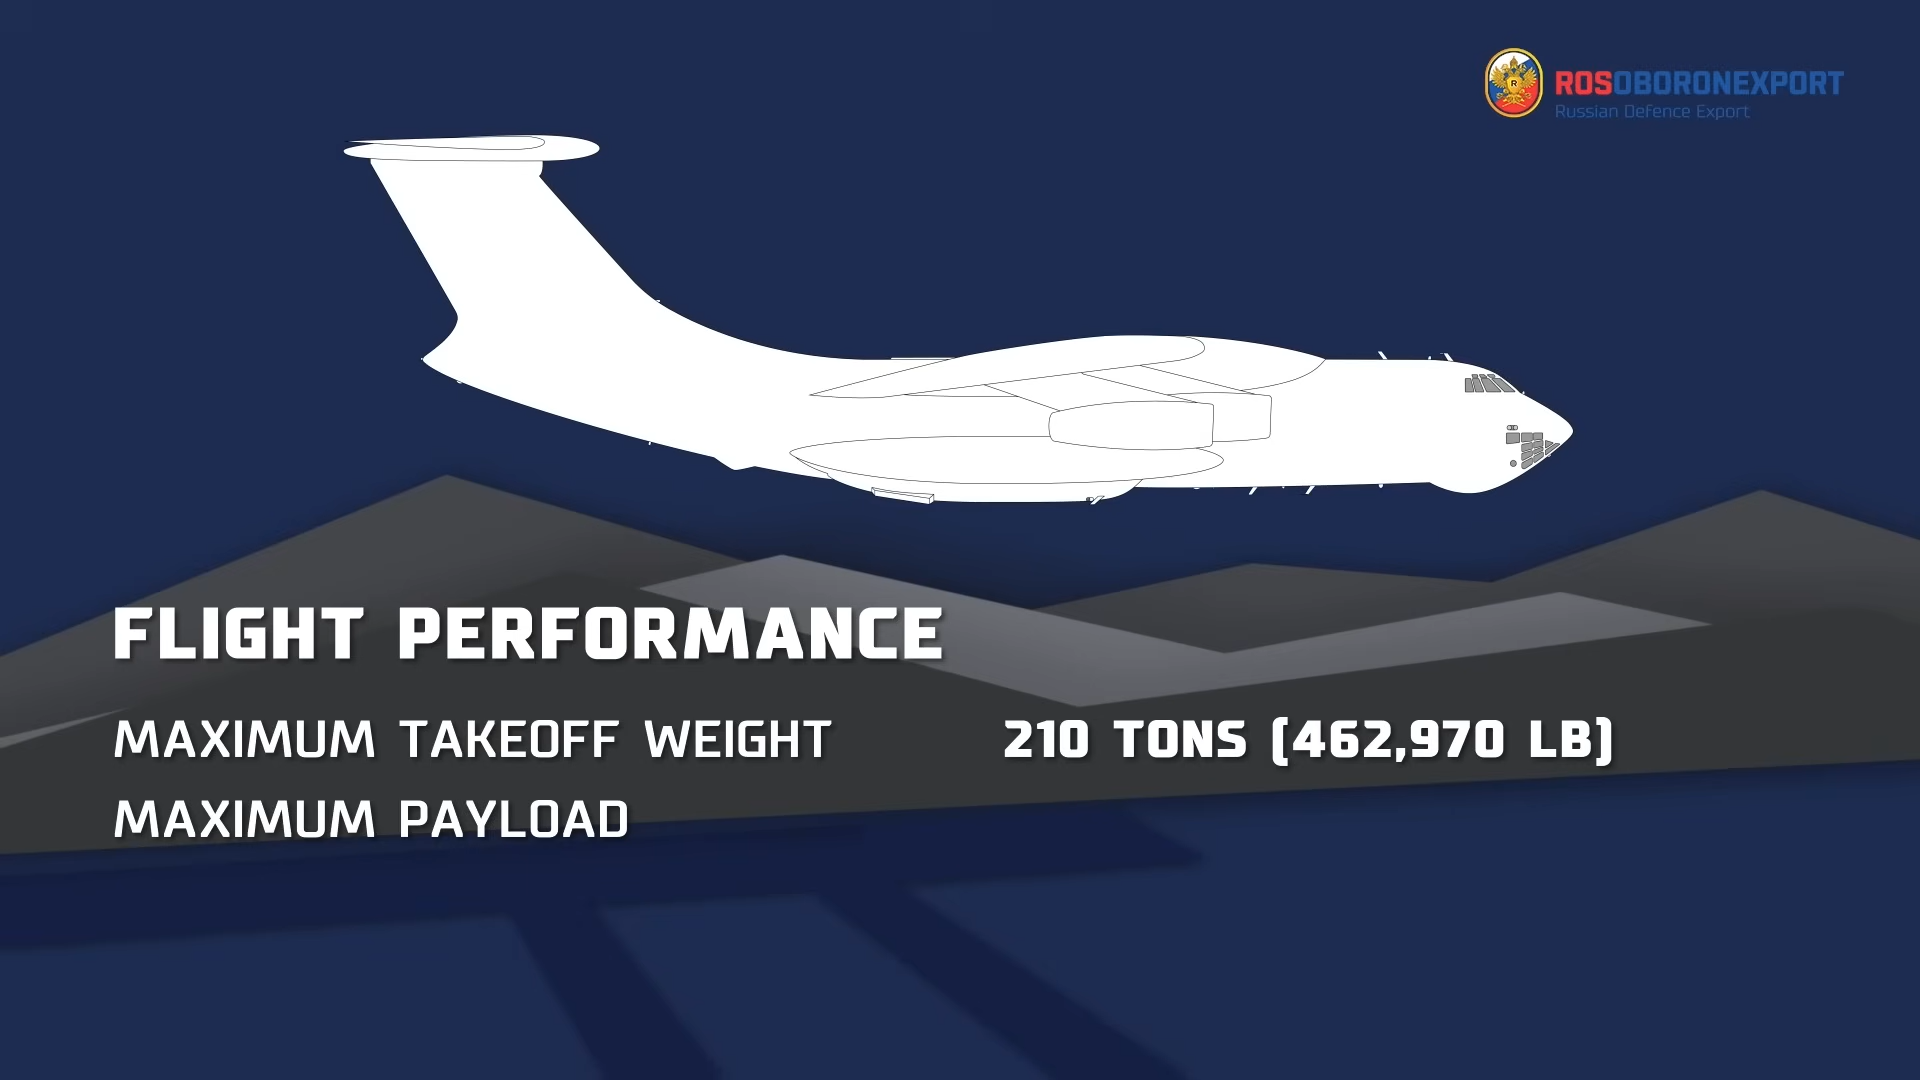 ROSOBORONEXPORT
Russian Defence Export
FLIGHT PERFORMANCE
MAXIMUM TAKEOFF WEIGHT 210 TONS (462,970 LB)
MAXIMUM PAYLOAD